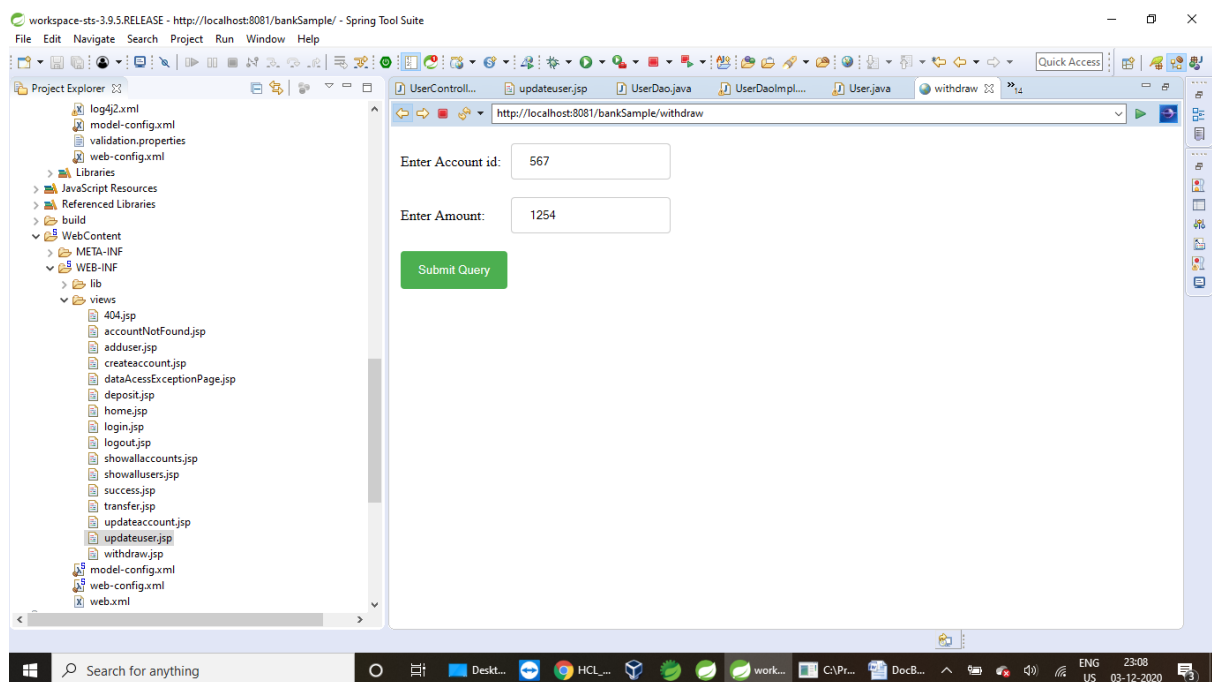 workspace-sts-3.9.5.RELEASE - http://localhost:8081/bankSample/ - Spring Tool Suite
File Edit Navigate Search Project Run Window Help
Quick Access
Project Explorer
UserControll... updateuser.jsp UserDao.java UserDaoImpl.... User.java withdraw »14
http://localhost:8081/bankSample/withdraw
log4j2.xml
model-config.xml
validation.properties
web-config.xml
Libraries
JavaScript Resources
Referenced Libraries
build
WebContent
META-INF
WEB-INF
lib
views
404.jsp
accountNotFound.jsp
adduser.jsp
createaccount.jsp
dataAcessExceptionPage.jsp
deposit.jsp
home.jsp
login.jsp
logout.jsp
showallaccounts.jsp
showallusers.jsp
success.jsp
transfer.jsp
updateaccount.jsp
updateuser.jsp
withdraw.jsp
model-config.xml
web-config.xml
web.xml
Enter Account id: 567
Enter Amount: 1254
Submit Query
Search for anything
Deskt... HCL_... work... C:\Pr... DocB...
ENG 23:08
US 03-12-2020
3